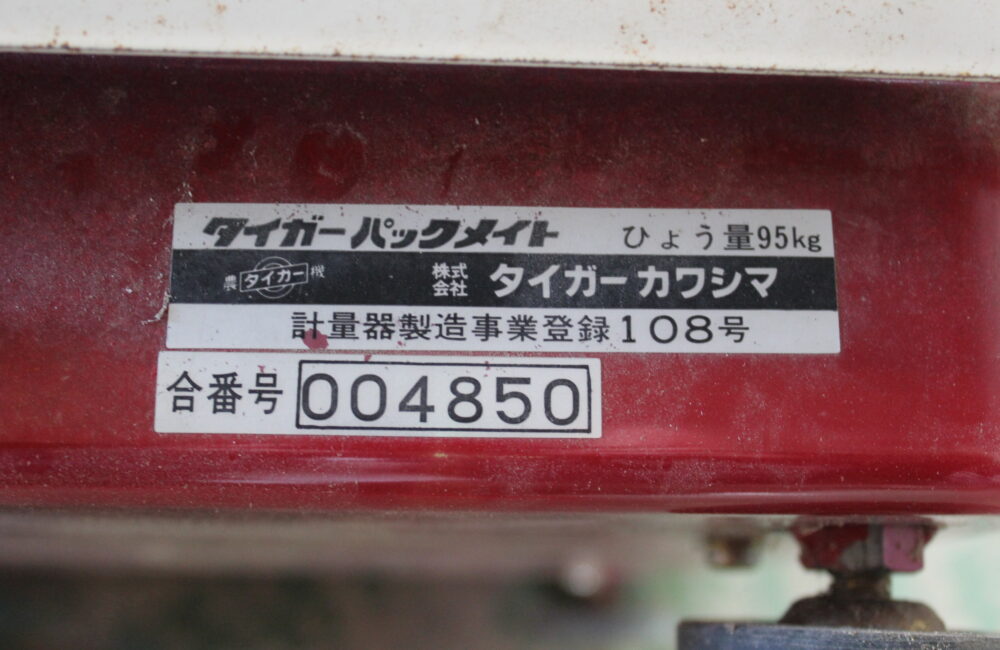 タイガーパックメイト ひょう量95kg
農 タイガー 機 株式会社 タイガーカワシマ
計量器製造事業登録108号
合番号 004850